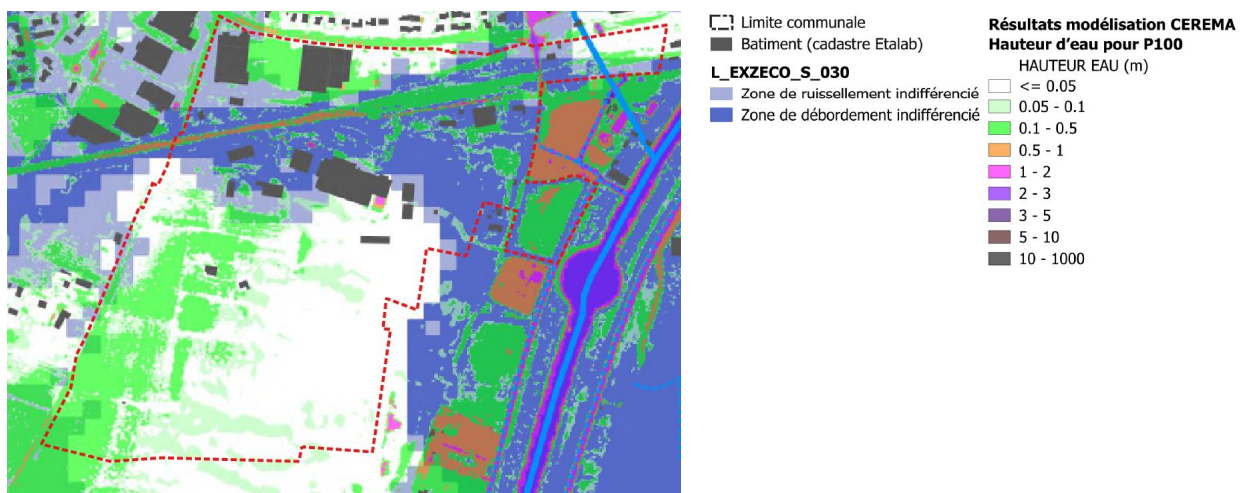 Limite communale
Batiment (cadastre Etalab)
L_EXZECO_S_030
Zone de ruissellement indifférencié
Zone de débordement indifférencié
Résultats modélisation CEREMA
Hauteur d'eau pour P100
HAUTEUR EAU (m)
<= 0.05
0.05 - 0.1
0.1 - 0.5
0.5 - 1
1 - 2
2 - 3
3 - 5
5 - 10
10 - 1000